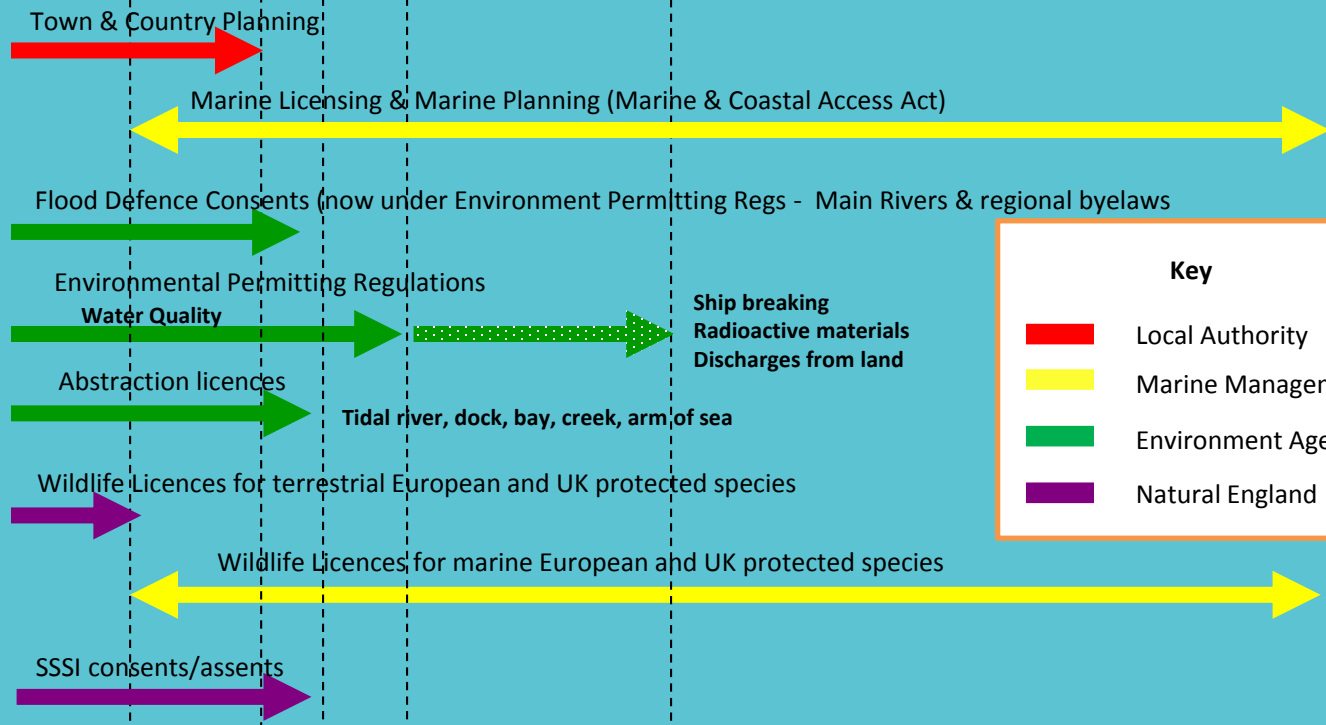 Town & Country Planning
Marine Licensing & Marine Planning (Marine & Coastal Access Act)
Flood Defence Consents (now under Environment Permitting Regs - Main Rivers & regional byelaws
Environmental Permitting Regulations
Water Quality
Ship breaking
Radioactive materials
Discharges from land
Abstraction licences
Tidal river, dock, bay, creek, arm of sea
Wildlife Licences for terrestrial European and UK protected species
Wildlife Licences for marine European and UK protected species
SSSI consents/assents
Key
Local Authority
Marine
Environment
Natural England